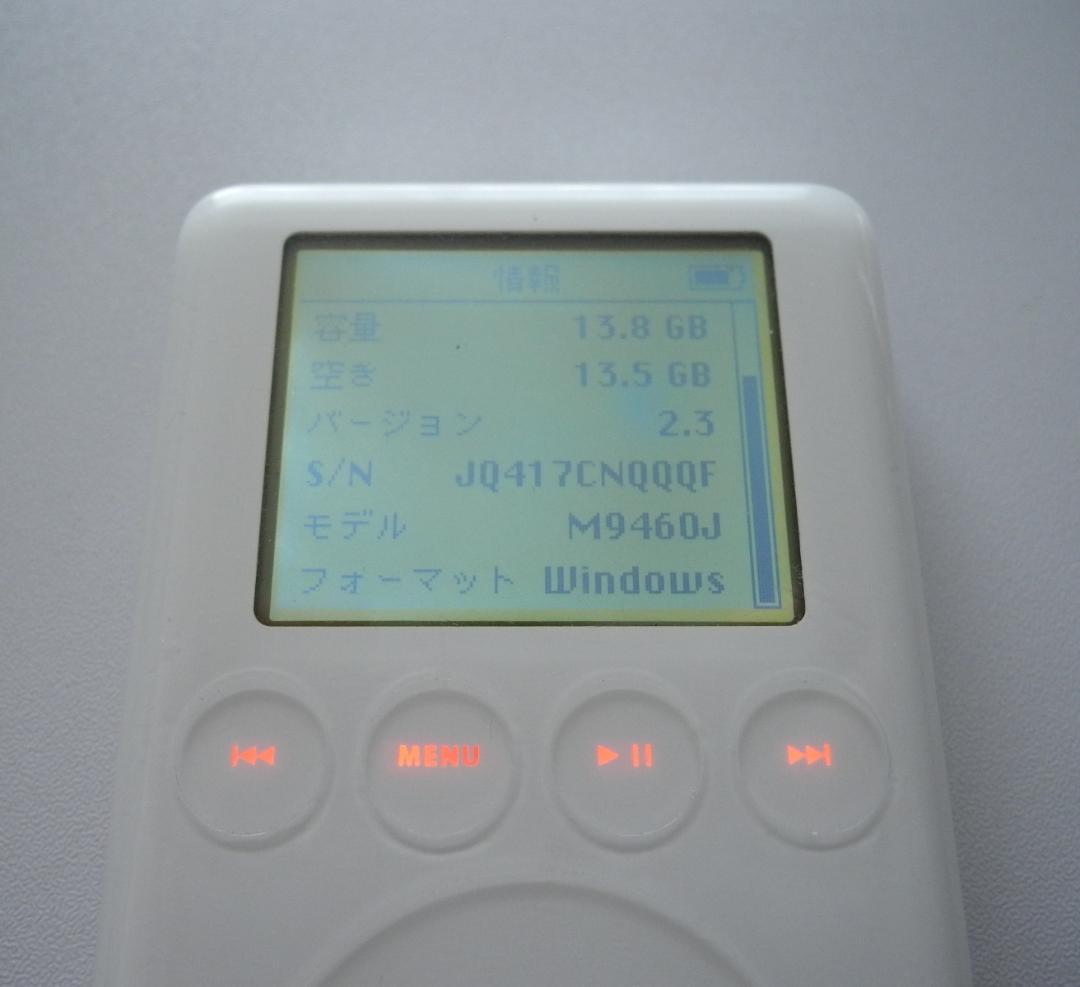 情報
容量 13.8 GB
空き 13.5 GB
バージョン 2.3
S/N JQ417CNQQQF
モデル M9460J
フォーマット Windows
MENU